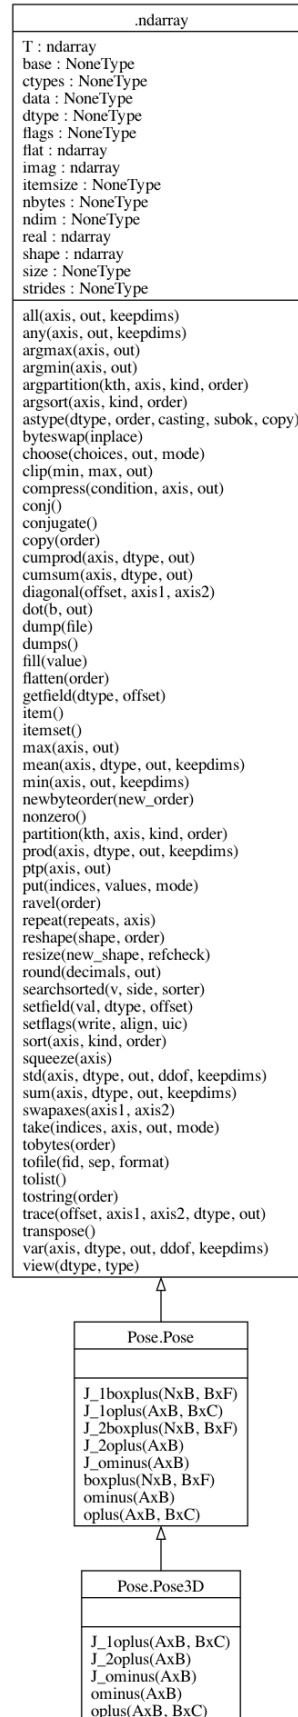 .ndarray
T : ndarray
base : NoneType
ctypes : NoneType
data : NoneType
dtype : NoneType
flags : NoneType
flat : ndarray
imag : ndarray
itemsize : NoneType
nbytes : NoneType
ndim : NoneType
real : ndarray
shape : ndarray
size : NoneType
strides : NoneType
all(axis, out, keepdims)
any(axis, out, keepdims)
argmax(axis, out)
argmin(axis, out)
argpartition(kth, axis, kind, order)
argsort(axis, kind, order)
astype(dtype, order, casting, subok, copy)
byteswap(inplace)
choose(choices, out, mode)
clip(min, max, out)
compress(condition, axis, out)
conj()
conjugate()
copy(order)
cumprod(axis, dtype, out)
cumsum(axis, dtype, out)
diagonal(offset, axis1, axis2)
dot(b, out)
dump(file)
dumps()
fill(value)
flatten(order)
getfield(dtype, offset)
item()
itemset()
max(axis, out)
mean(axis, dtype, out, keepdims)
min(axis, out, keepdims)
newbyteorder(new_order)
nonzero()
partition(kth, axis, kind, order)
prod(axis, dtype, out, keepdims)
ptp(axis, out)
put(indices, values, mode)
ravel(order)
repeat(repeats, axis)
reshape(shape, order)
resize(new_shape, refcheck)
round(decimals, out)
searchsorted(v, side, sorter)
setfield(val, dtype, offset)
setflags(write, align, uic)
sort(axis, kind, order)
squeeze(axis)
std(axis, dtype, out, ddof, keepdims)
sum(axis, dtype, out, keepdims)
swapaxes(axis1, axis2)
take(indices, axis, out, mode)
tobytes(order)
tofile(fid, sep, format)
tolist()
tostring(order)
trace(offset, axis1, axis2, dtype, out)
transpose()
var(axis, dtype, out, ddof, keepdims)
view(dtype, type)
Pose.Pose
J_1boxplus(NxB, BxF)
J_1oplus(AxB, BxC)
J_2boxplus(NxB, BxF)
J_2oplus(AxB)
J_ominus(AxB)
boxplus(NxB, BxF)
ominus(AxB)
oplus(AxB, BxC)
Pose.Pose3D
J_1oplus(AxB, BxC)
J_2oplus(AxB)
J_ominus(AxB)
ominus(AxB)
oplus(AxB, BxC)